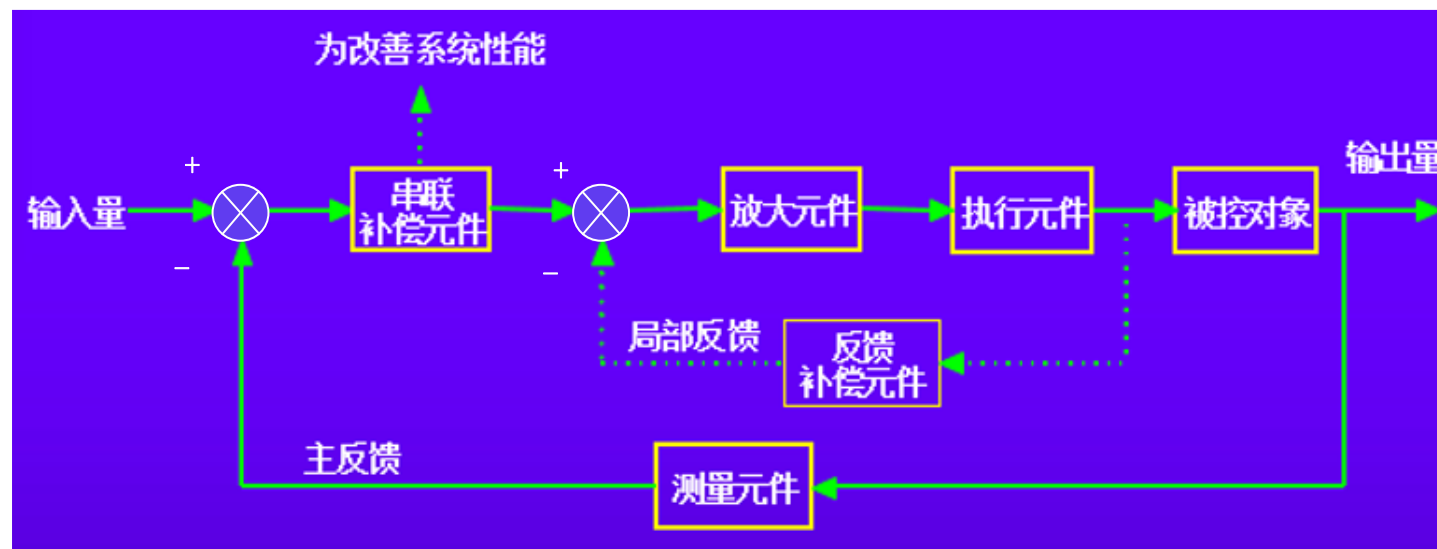 为改善系统性能
输出量
+
+
输入量
串联
补偿元件
放大元件
执行元件
被控对象
−
−
局部反馈
反馈
补偿元件
主反馈
测量元件